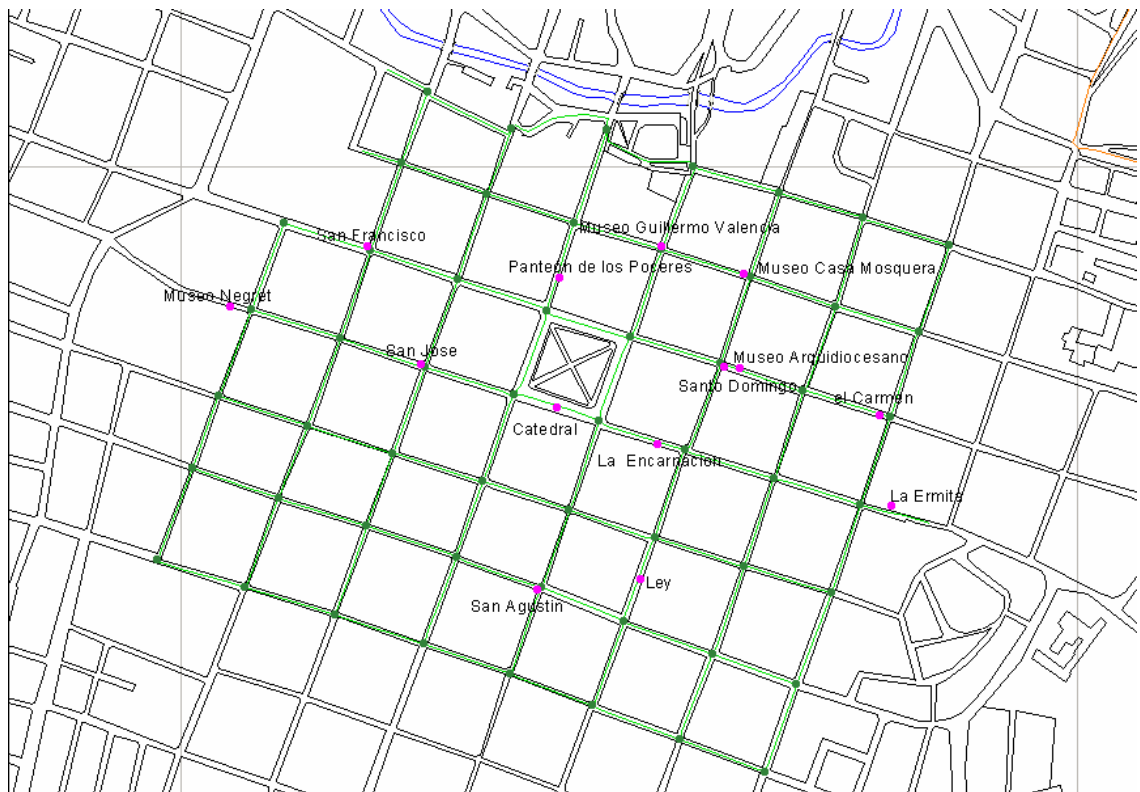 Museo Guillermo Valencia
San Francisco
Panteón de los Poceres
Museo Casa Mosquera
Museo Negret
San Jose
Museo Arquidiocesano
Santo Domingo
el Carmen
Catedral
La Encarnacion
La Ermita
Ley
San Agustin